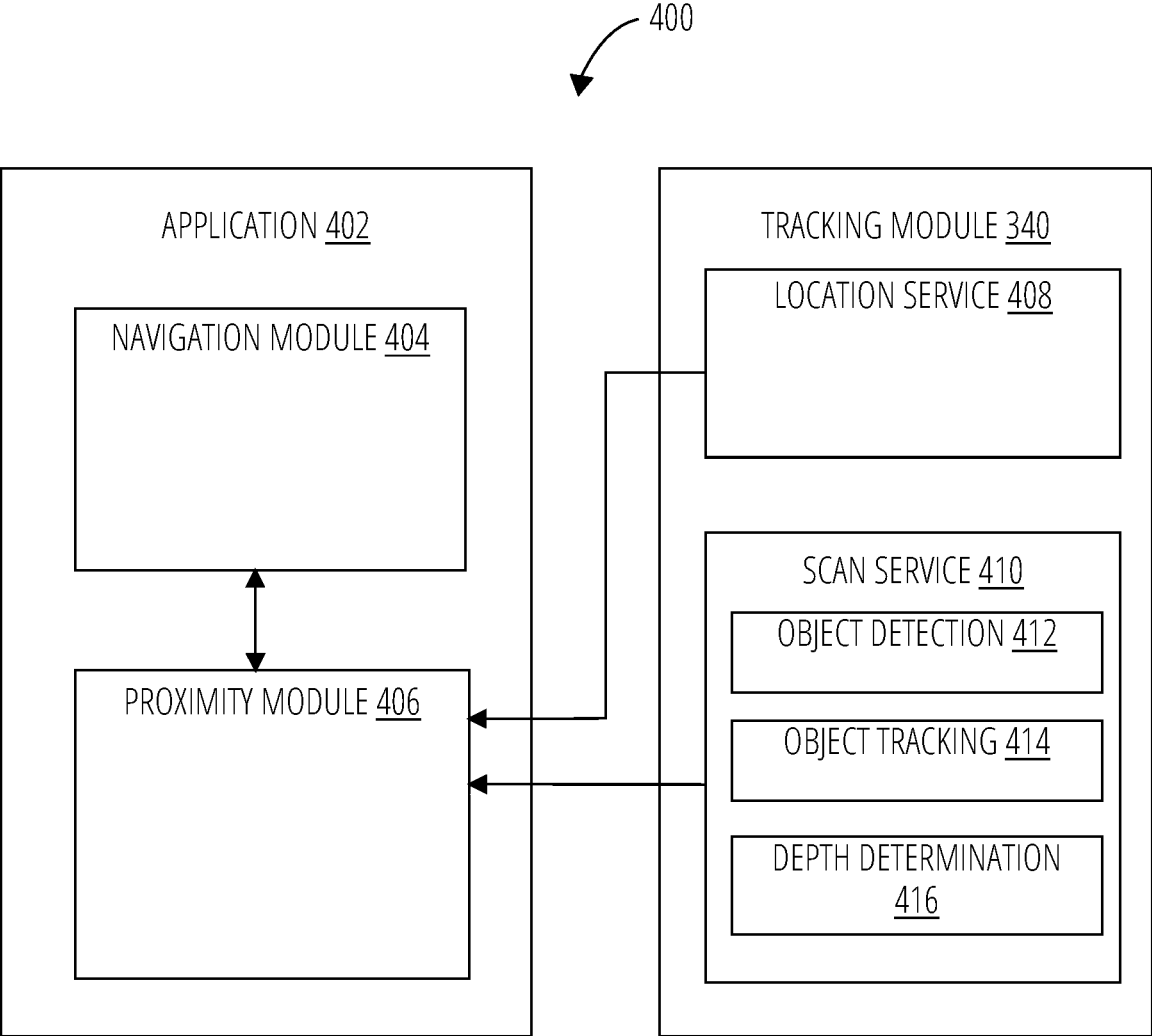 400
APPLICATION 402
NAVIGATION MODULE 404
PROXIMITY MODULE 406
TRACKING MODULE 340
LOCATION SERVICE 408
SCAN SERVICE 410
OBJECT DETECTION 412
OBJECT TRACKING 414
DEPTH DETERMINATION
416